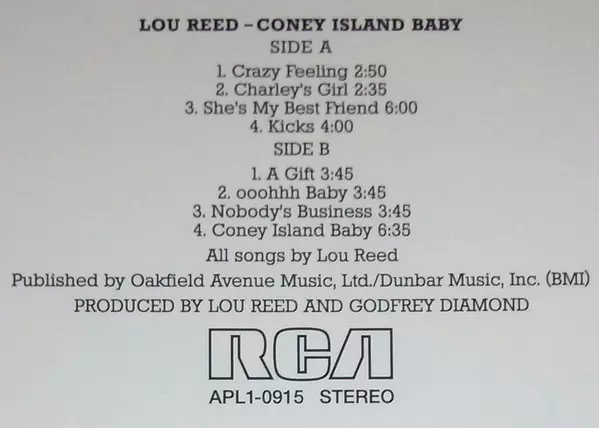 LOU REED – CONEY ISLAND BABY
SIDE A
1. Crazy Feeling 2:50
2. Charley's Girl 2:35
3. She's My Best Friend 6:00
4. Kicks 4:00
SIDE B
1. A Gift 3:45
2. ooohhh Baby 3:45
3. Nobody's Business 3:45
4. Coney Island Baby 6:35
All songs by Lou Reed
Published by Oakfield Avenue Music, Ltd./Dunbar Music, Inc. (BMI)
PRODUCED BY LOU REED AND GODFREY DIAMOND
RCA
APL1-0915 STEREO